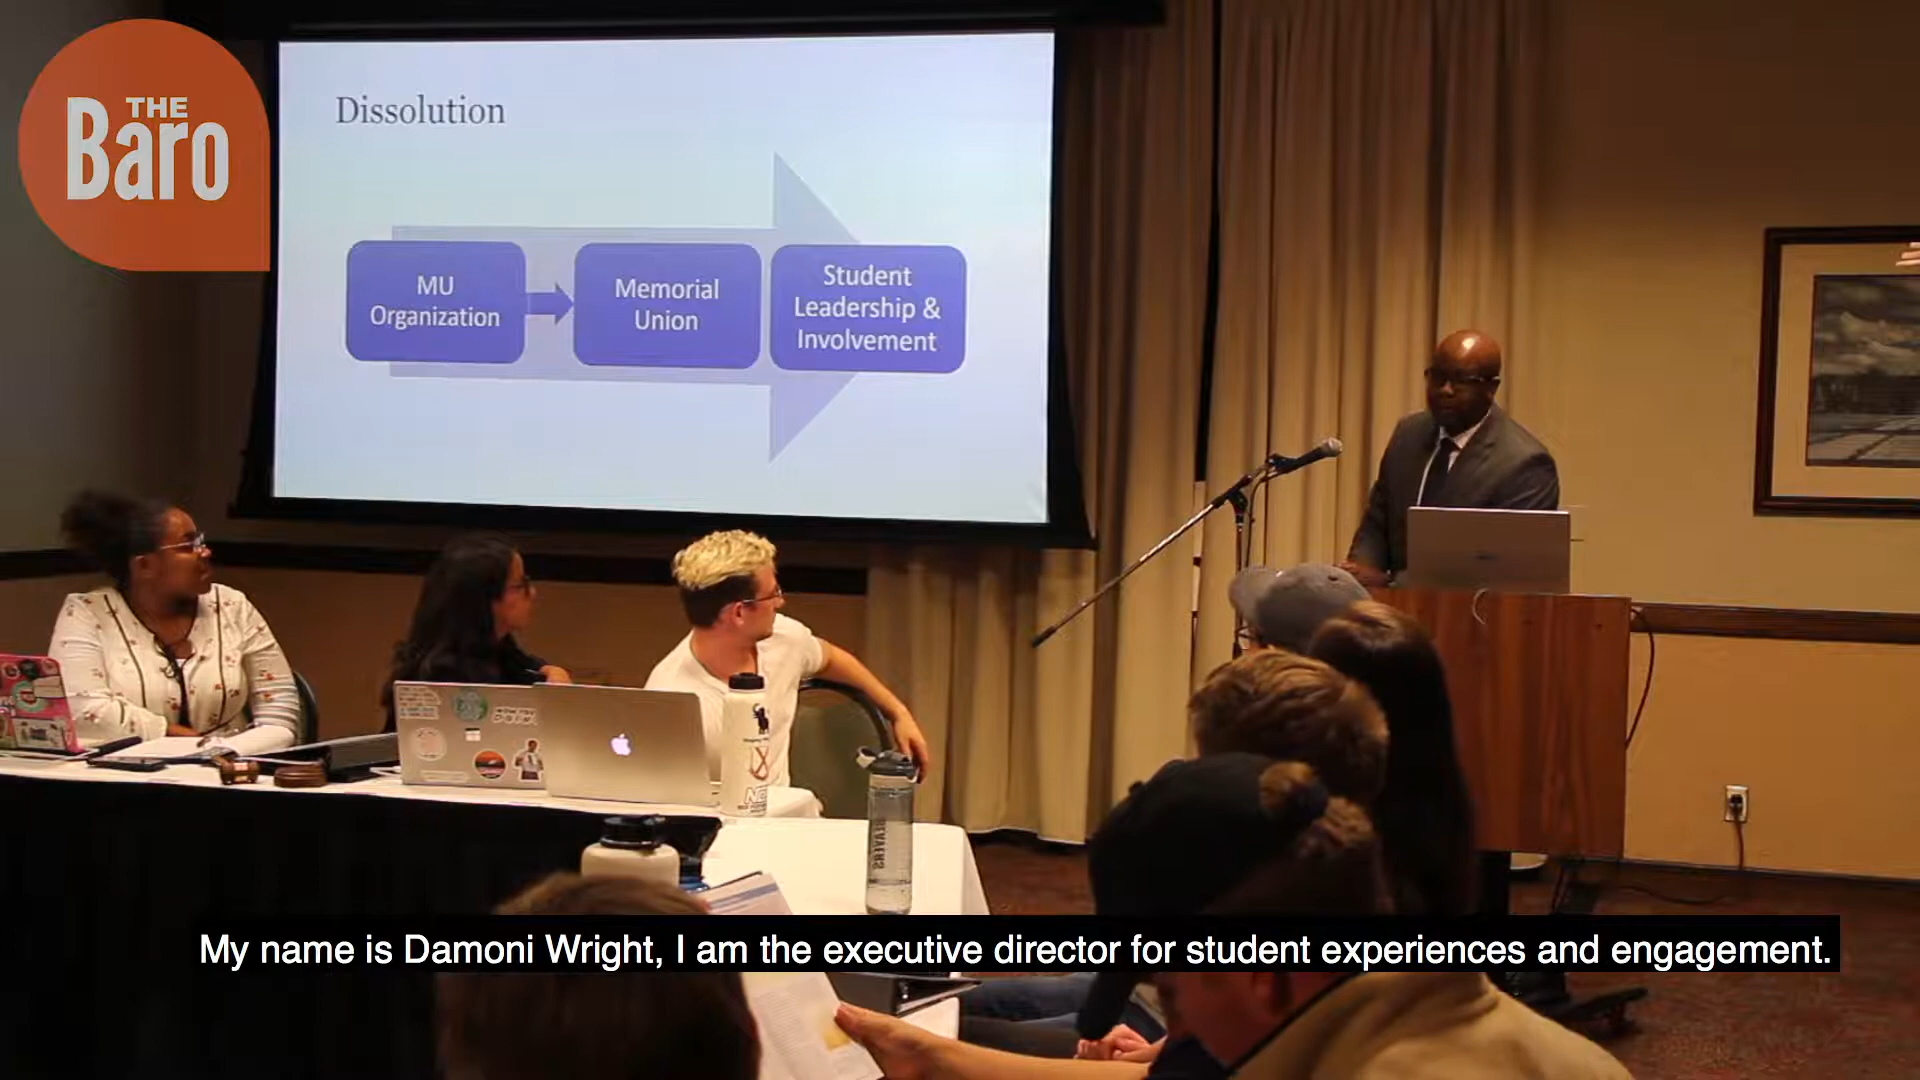 THE
Baro
Dissolution
MU
Organization
Memorial
Union
Student
Leadership &
Involvement
BEAVERS
My name is Damoni Wright, I am the executive director for student experiences and engagement.